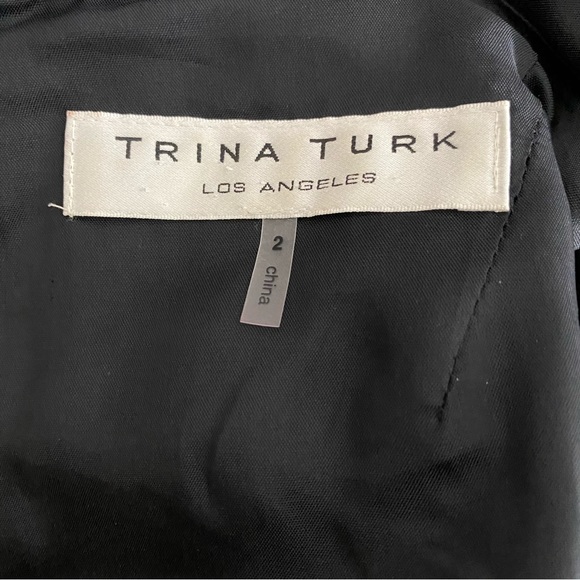 TRINA TURK
LOS ANGELES
2
china